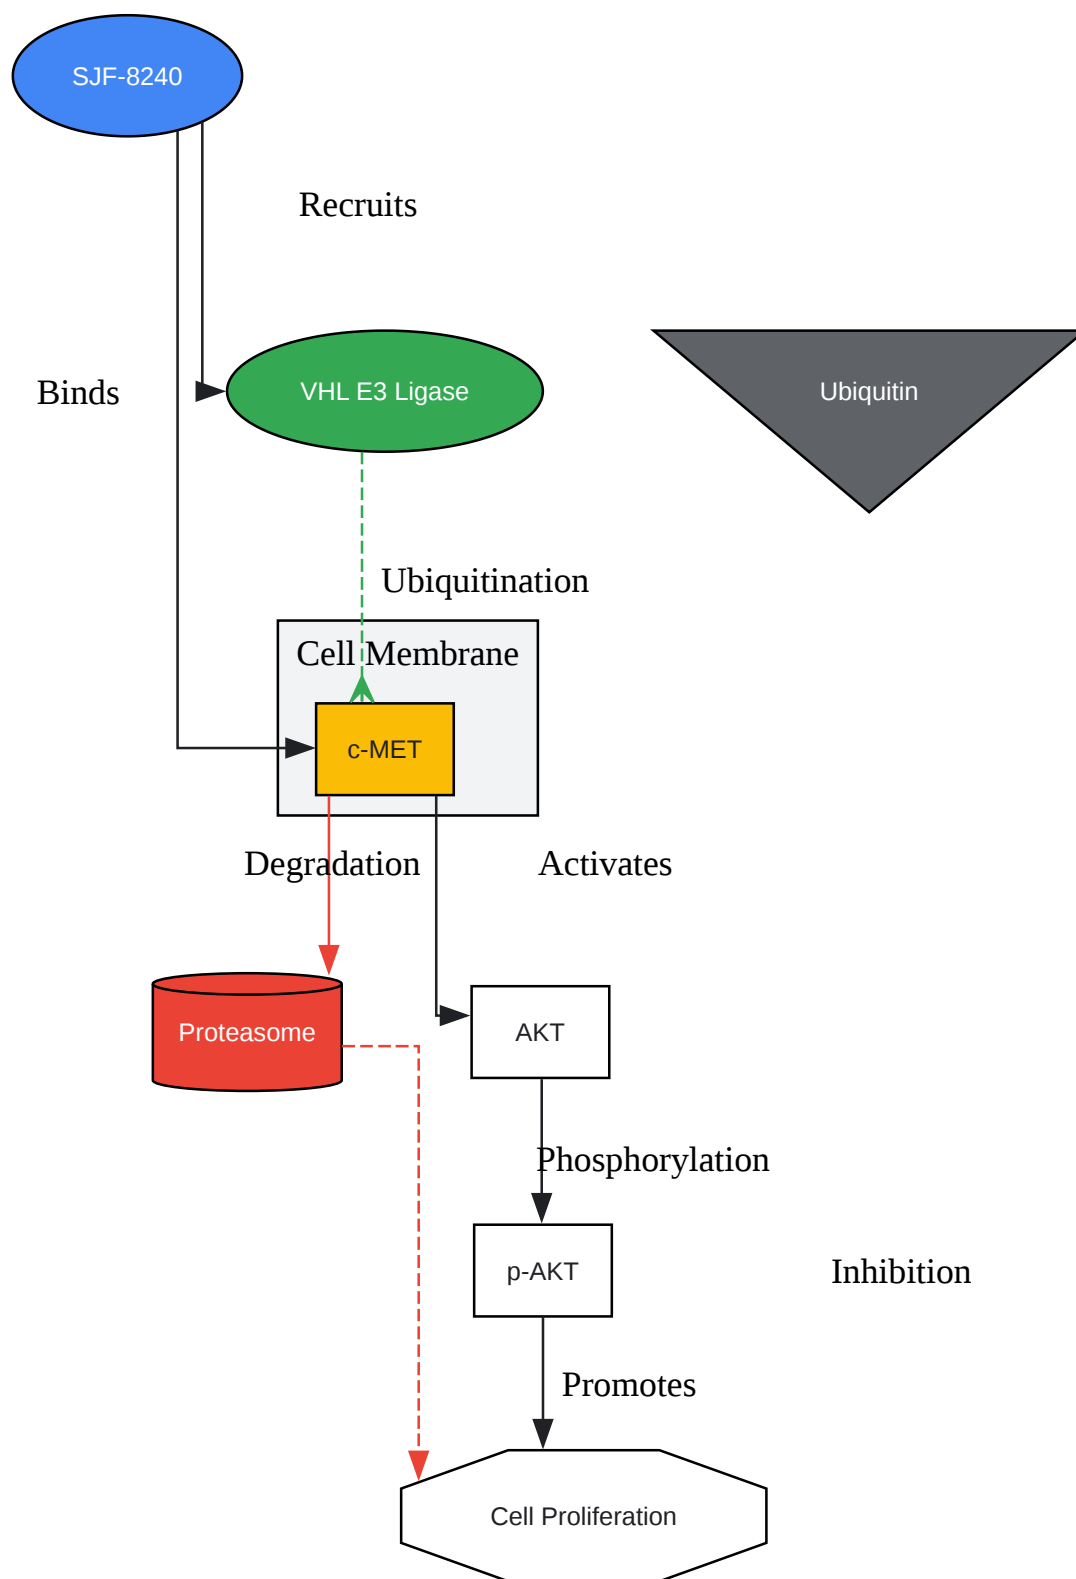 SJF-8240
Recruits
Binds
VHL E3 Ligase
Ubiquitin
Ubiquitination
Cell Membrane
c-MET
Degradation
Activates
Proteasome
AKT
Phosphorylation
p-AKT
Inhibition
Promotes
Cell Proliferation